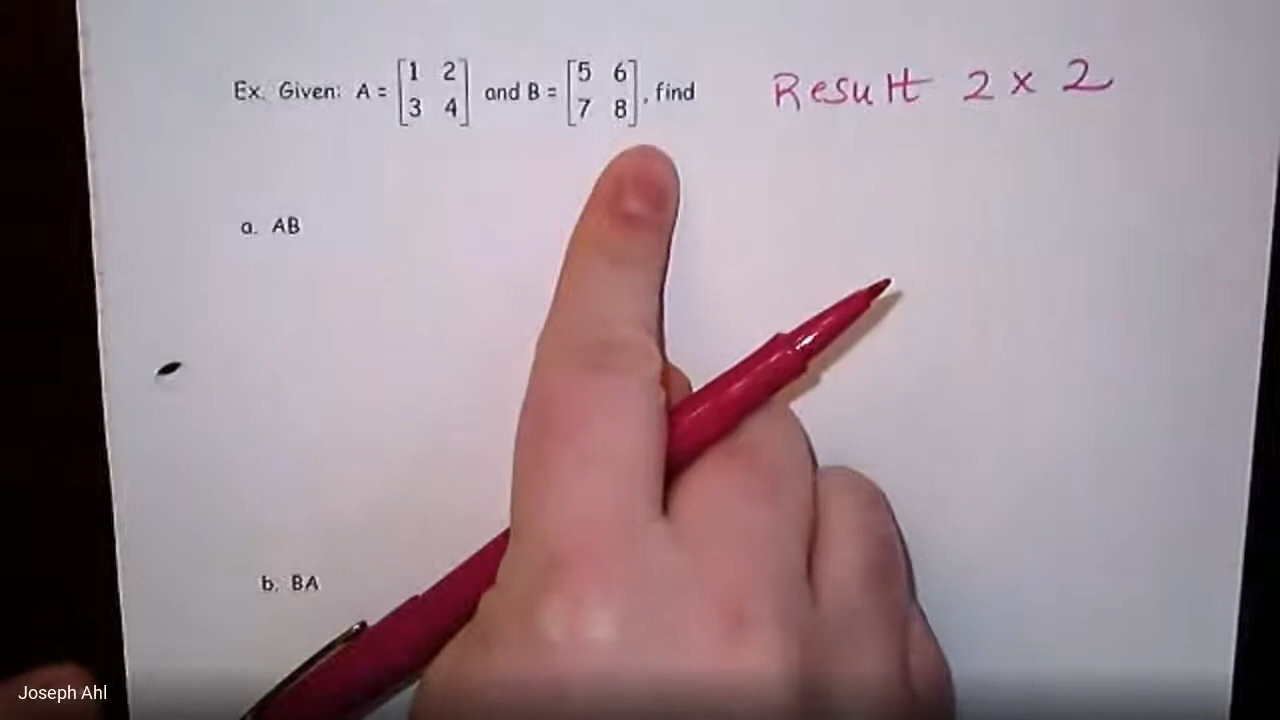 Ex. Given: A = [1 2 and B = [5 6 , find Result 2 x 2
3 4] 7 8]
a. AB
b. BA
Joseph Ahl